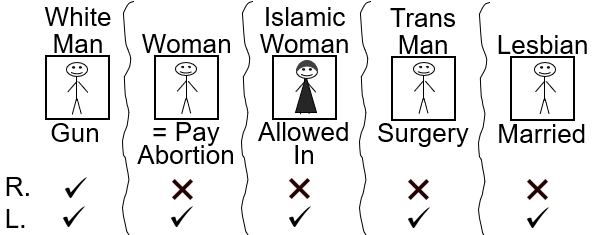 White Man
Gun
Woman
= Pay Abortion
Islamic Woman
Allowed In
Trans Man
Surgery
Lesbian
Married
R. ✓ ✕ ✕ ✕ ✕
L. ✓ ✓ ✓ ✓ ✓